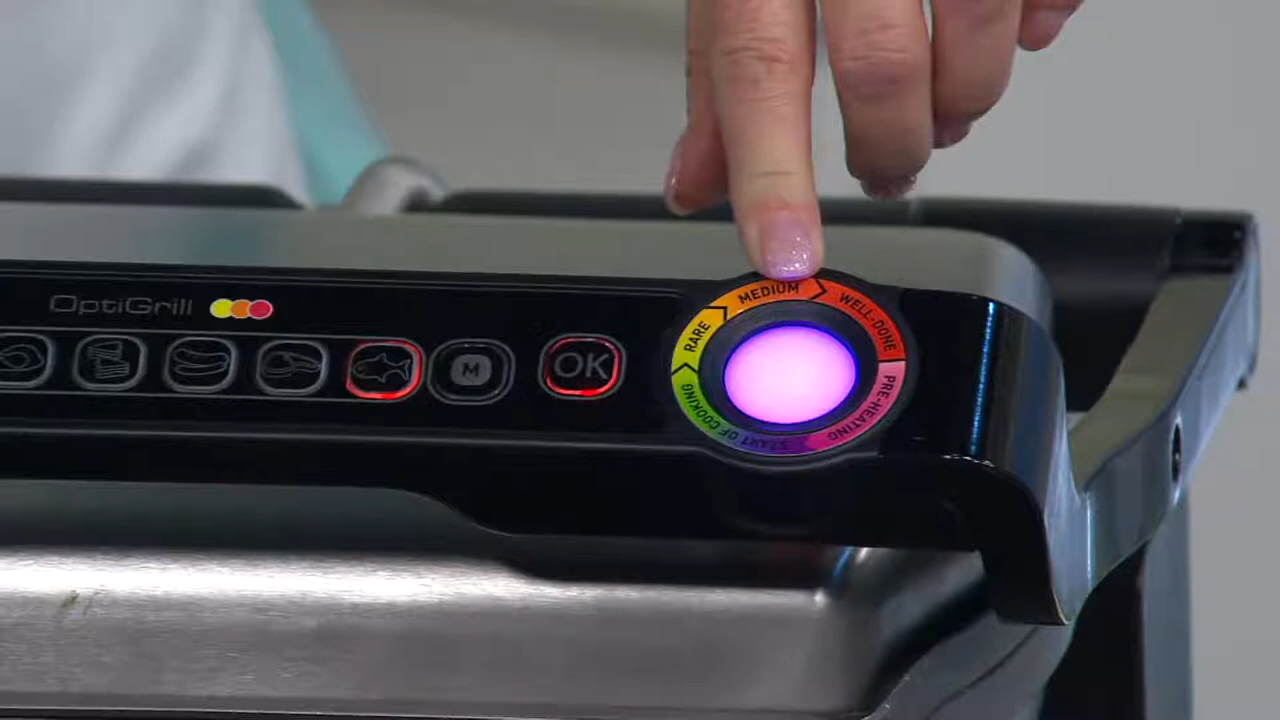 OptiGrill
M
OK
RARE
MEDIUM
WELL-DONE
PRE-HEATING
START OF COOKING